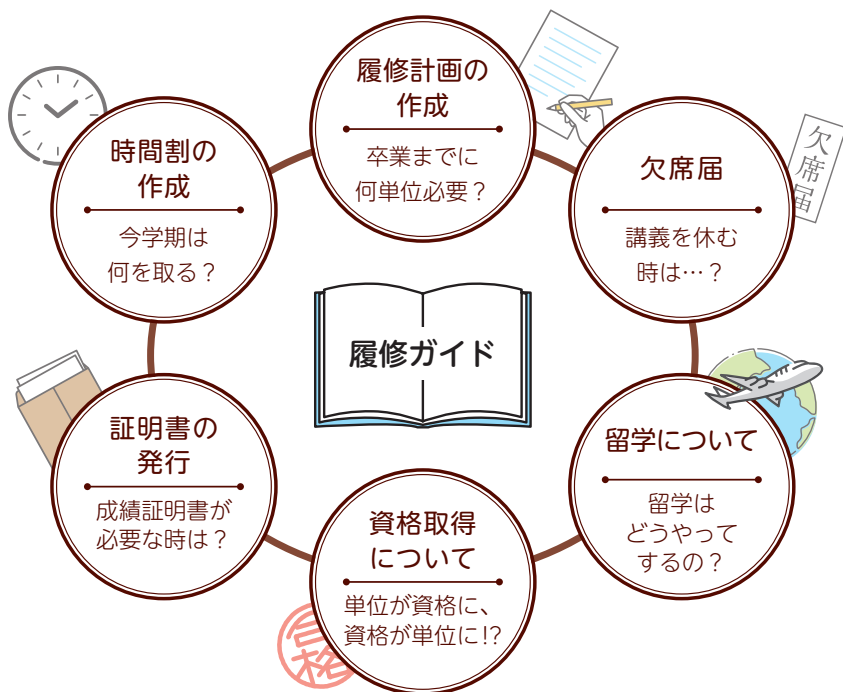 履修計画の
作成
卒業までに
何単位必要？
欠席届
講義を休む
時は…？
欠席届
留学について
留学は
どうやって
するの？
資格取得
について
単位が資格に、
資格が単位に!?
合格
証明書の
発行
成績証明書が
必要な時は？
時間割の
作成
今学期は
何を取る？
履修ガイド